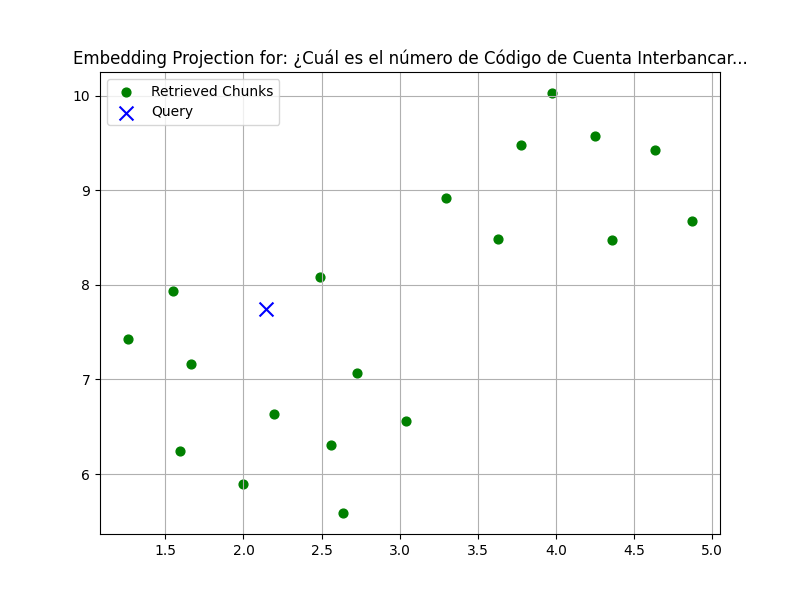 Embedding Projection for: ¿Cuál es el número de Código de Cuenta Interbancar...
Retrieved Chunks
Query
10
9
8
7
6
1.5 2.0 2.5 3.0 3.5 4.0 4.5 5.0